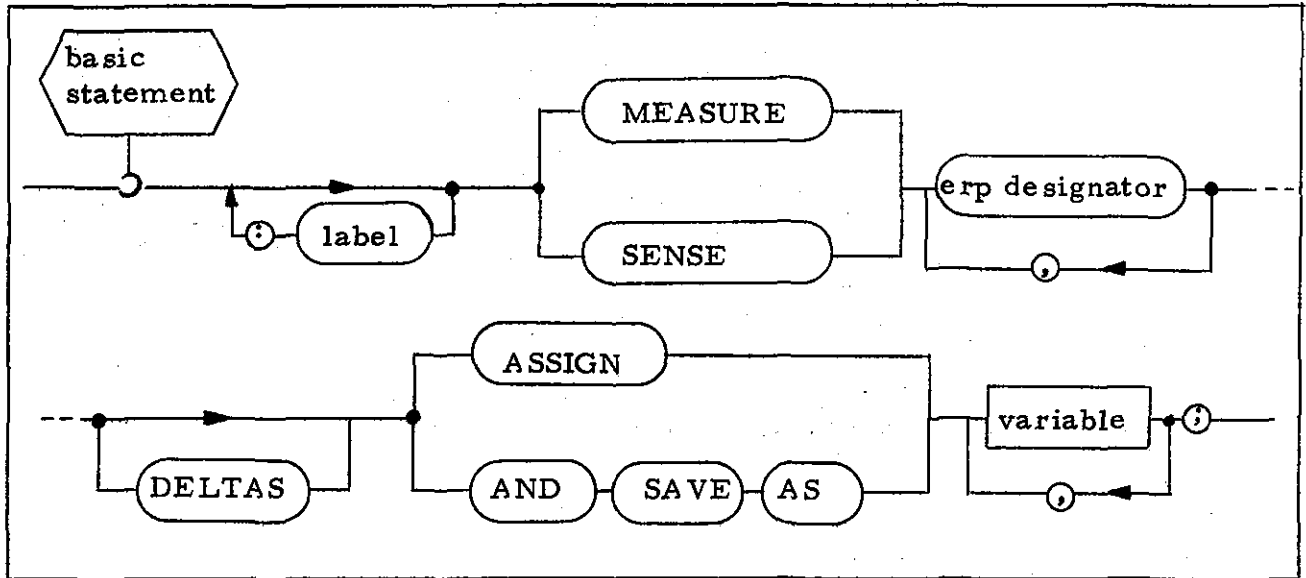 basic
statement
MEASURE
erp designator
: label
SENSE
,
ASSIGN
variable ;
DELTAS
AND SAVE AS
,